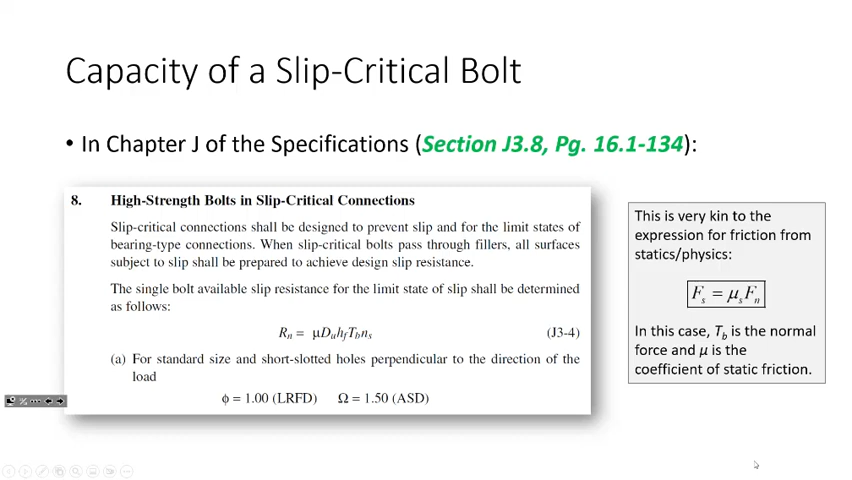 Capacity of a Slip-Critical Bolt
• In Chapter J of the Specifications (Section J3.8, Pg. 16.1-134):
8. High-Strength Bolts in Slip-Critical Connections
Slip-critical connections shall be designed to prevent slip and for the limit states of
bearing-type connections. When slip-critical bolts pass through fillers, all surfaces
subject to slip shall be prepared to achieve design slip resistance.
The single bolt available slip resistance for the limit state of slip shall be determined
as follows:
Rn = μDuhfTbns (J3-4)
(a) For standard size and short-slotted holes perpendicular to the direction of the
load
ϕ = 1.00 (LRFD) Ω = 1.50 (ASD)
This is very kin to the
expression for friction from
statics/physics:
Fs = μsFn
In this case, Tb is the normal
force and μ is the
coefficient of static friction.